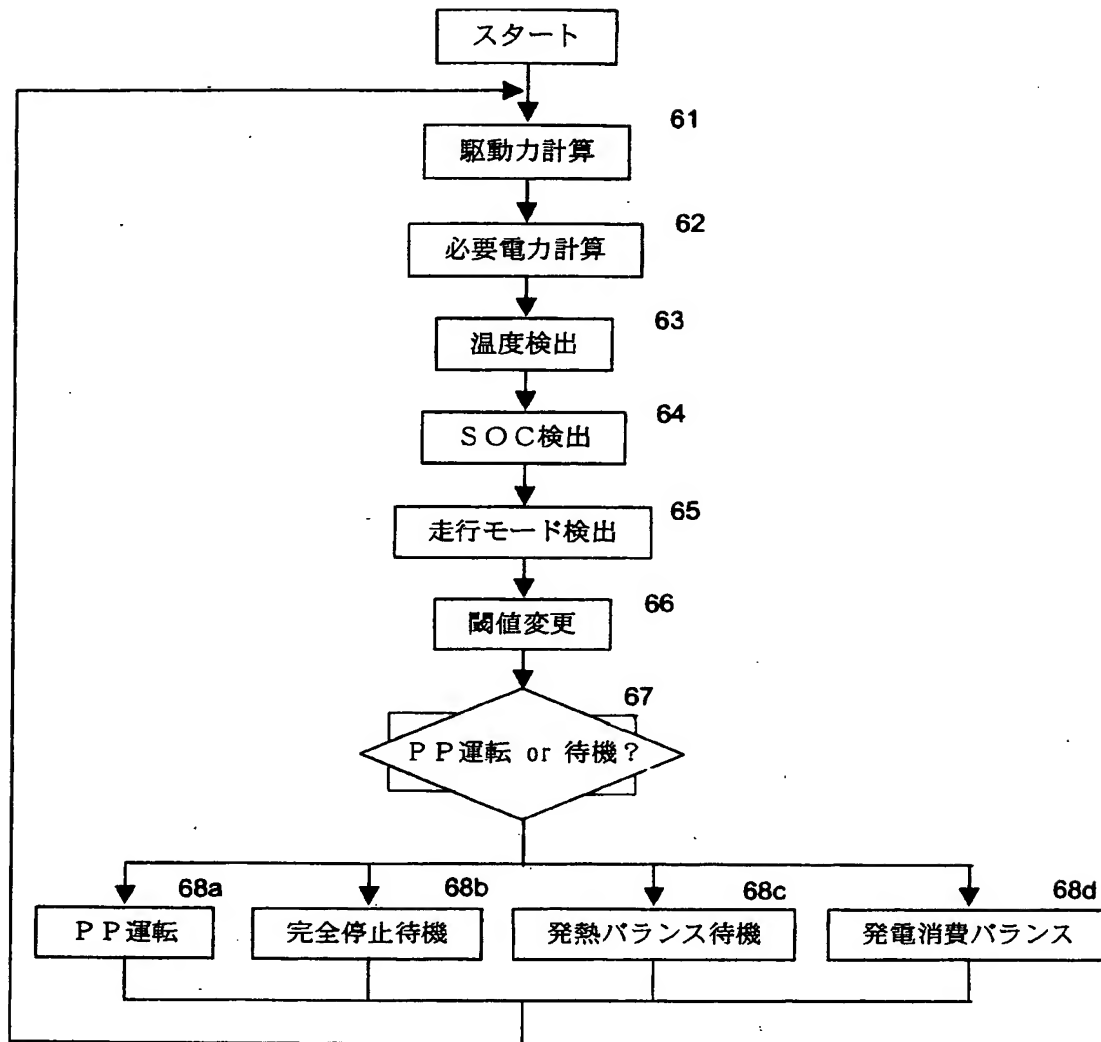 スタート
61
駆動力計算
62
必要電力計算
63
温度検出
64
ＳＯＣ検出
65
走行モード検出
66
閾値変更
67
ＰＰ運転 or 待機？
68a
ＰＰ運転
68b
完全停止待機
68c
発熱バランス待機
68d
発電消費バランス